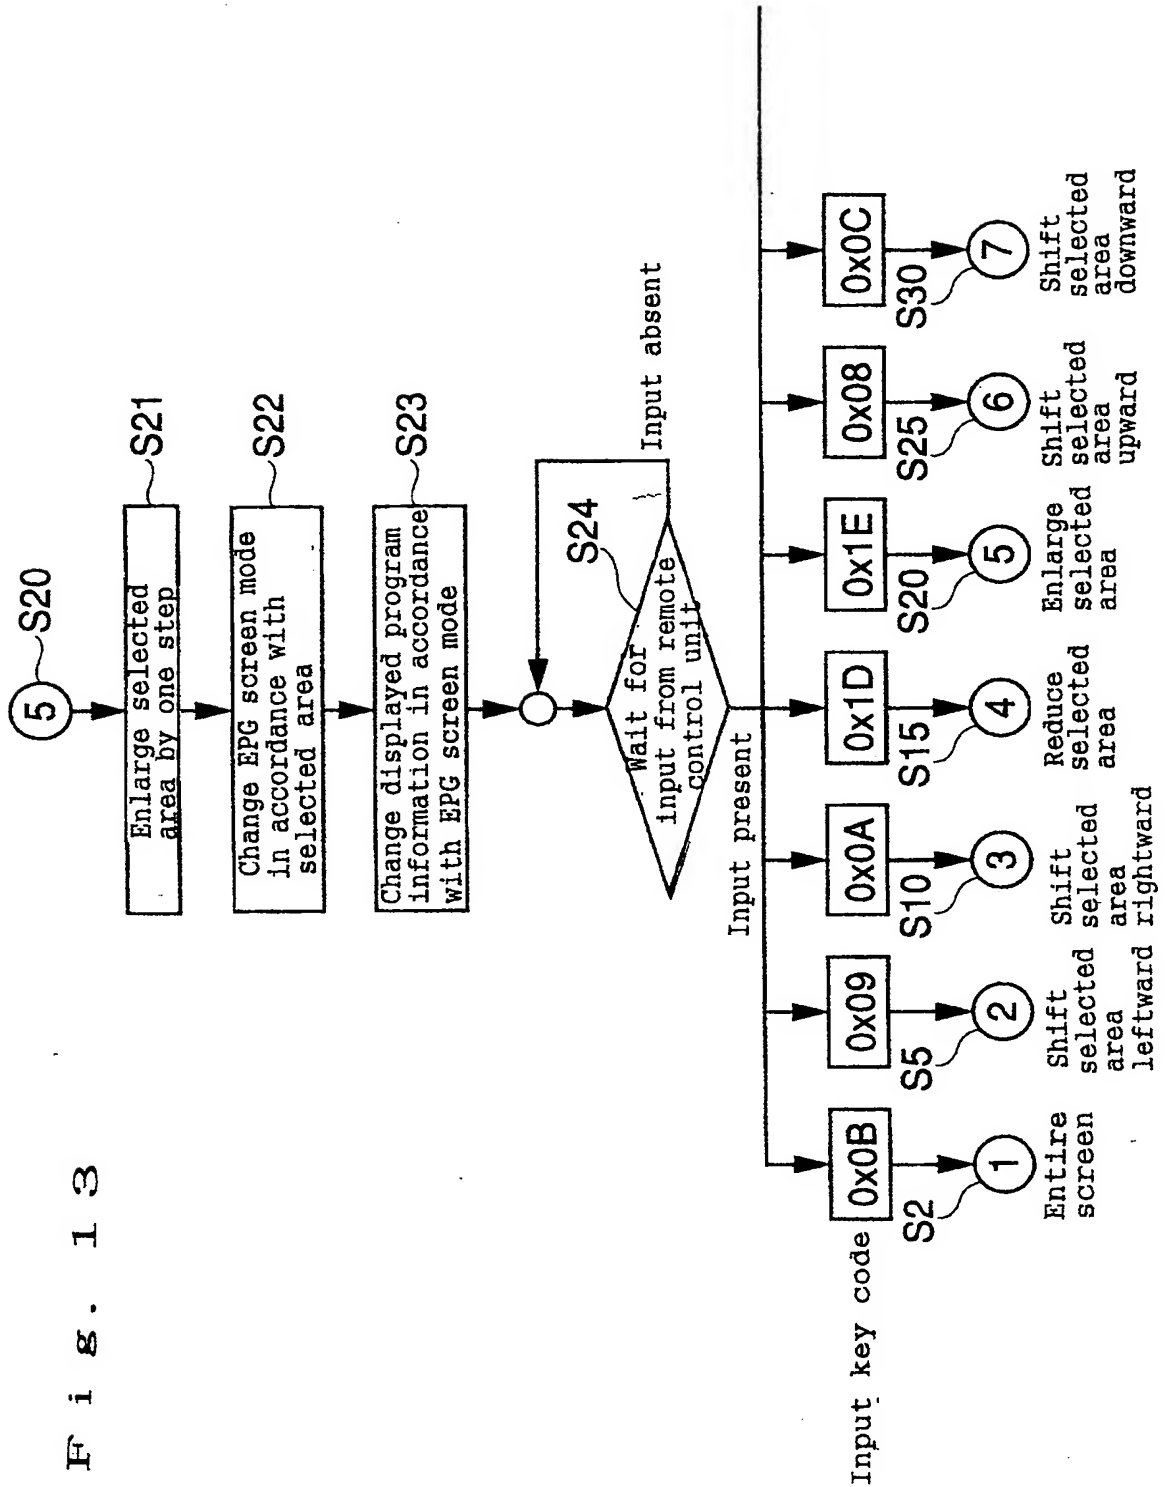 Fig. 13
5
S20
Enlarge selected
area by one step
S21
Change EPG screen mode
in accordance with
selected area
S22
Change displayed program
information in accordance
with EPG screen mode
S23
S24
Wait for
input from remote
control unit
Input absent
Input present
Input key code
0x0B
0x09
0x0A
0x1D
0x1E
0x08
0x0C
S2
S5
S10
S15
S20
S25
S30
1
2
3
4
5
6
7
Entire
screen
Shift
selected
area
leftward
Shift
selected
area
rightward
Reduce
selected
area
Enlarge
selected
area
Shift
selected
area
upward
Shift
selected
area
downward